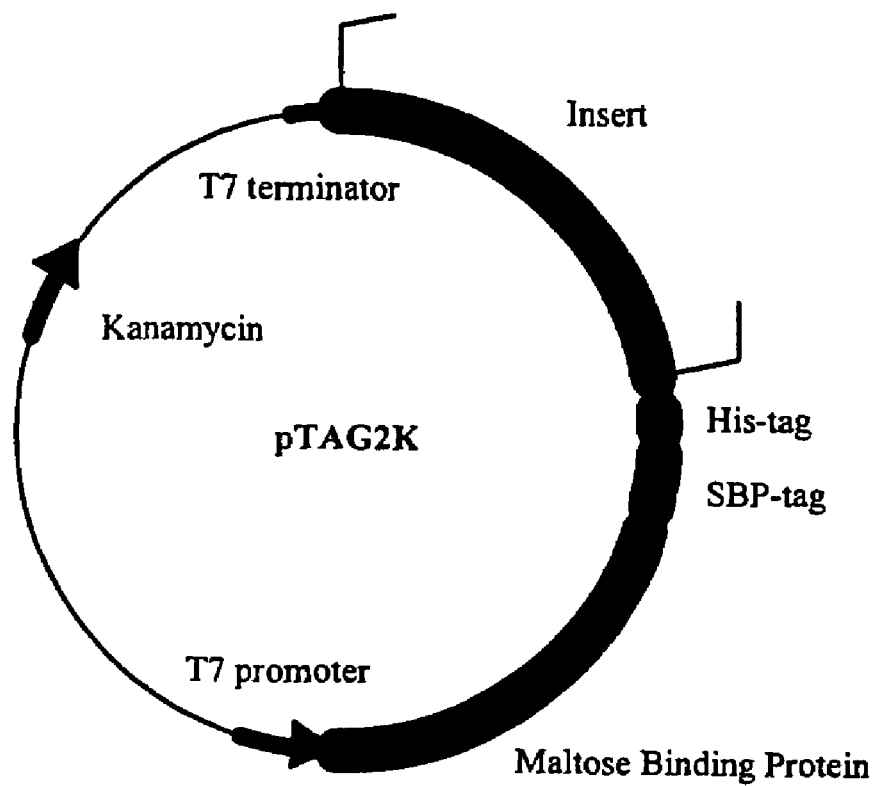 Insert
T7 terminator
Kanamycin
pTAG2K
His-tag
SBP-tag
T7 promoter
Maltose Binding Protein